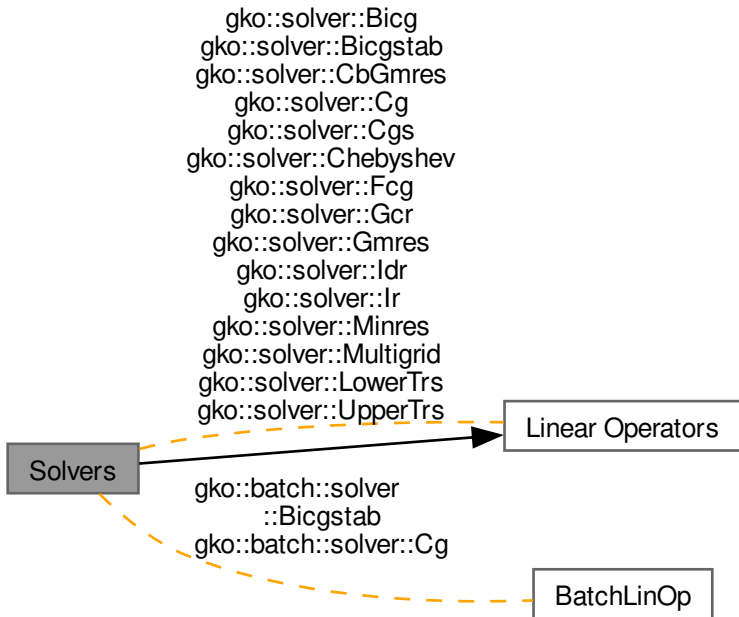 gko::solver::Bicg
gko::solver::Bicgstab
gko::solver::CbGmres
gko::solver::Cg
gko::solver::Cgs
gko::solver::Chebyshev
gko::solver::Fcg
gko::solver::Gcr
gko::solver::Gmres
gko::solver::Idr
gko::solver::Ir
gko::solver::Minres
gko::solver::Multigrid
gko::solver::LowerTrs
gko::solver::UpperTrs
Linear Operators
Solvers
gko::batch::solver
::Bicgstab
gko::batch::solver::Cg
BatchLinOp